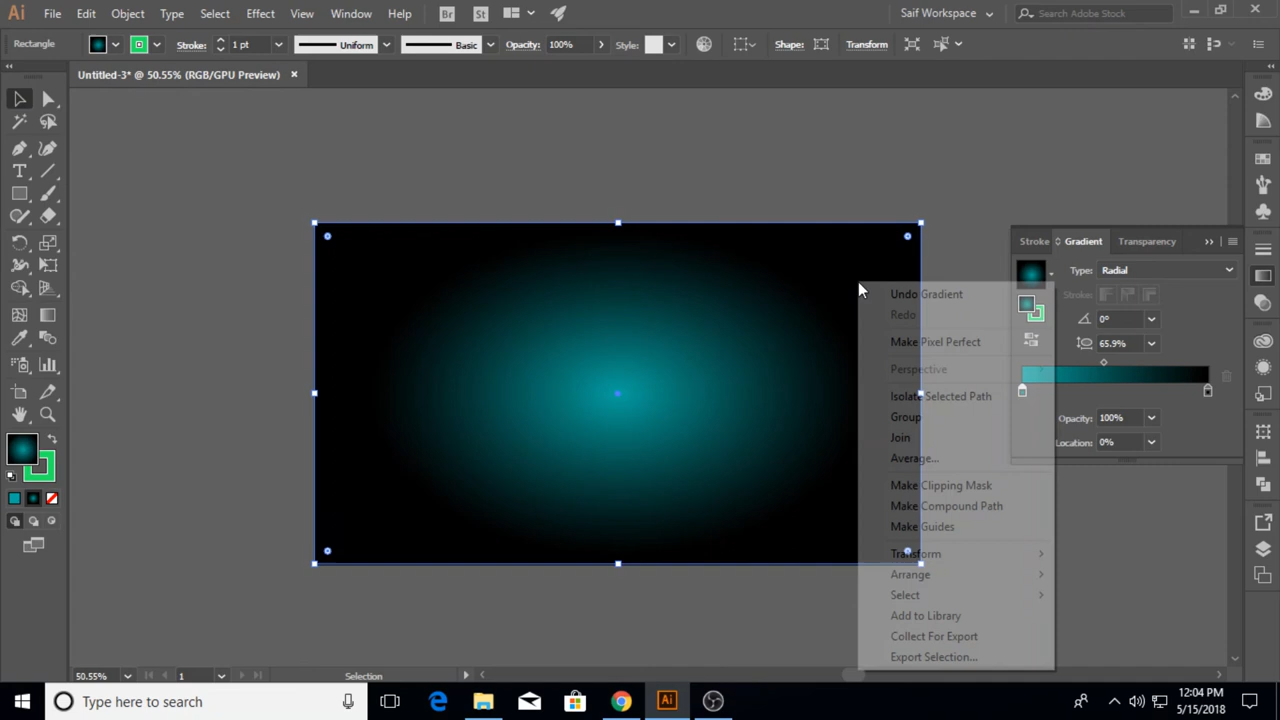 Ai File Edit Object Type Select Effect View Window Help Br St Saif Workspace Search Adobe Stock
Rectangle Stroke: 1 pt Uniform Basic Opacity: 100% Style: Shape: Transform
Untitled-3* @ 50.55% (RGB/GPU Preview) ×
Stroke Gradient Transparency
Type: Radial
Stroke:
0°
65.9%
Opacity: 100%
Location: 0%
Undo Gradient
Redo
Make Pixel Perfect
Perspective
Isolate Selected Path
Group
Join
Average...
Make Clipping Mask
Make Compound Path
Make Guides
Transform
Arrange
Select
Add to Library
Collect For Export
Export Selection...
50.55% 1 Selection
Type here to search
Ai
12:04 PM
5/15/2018